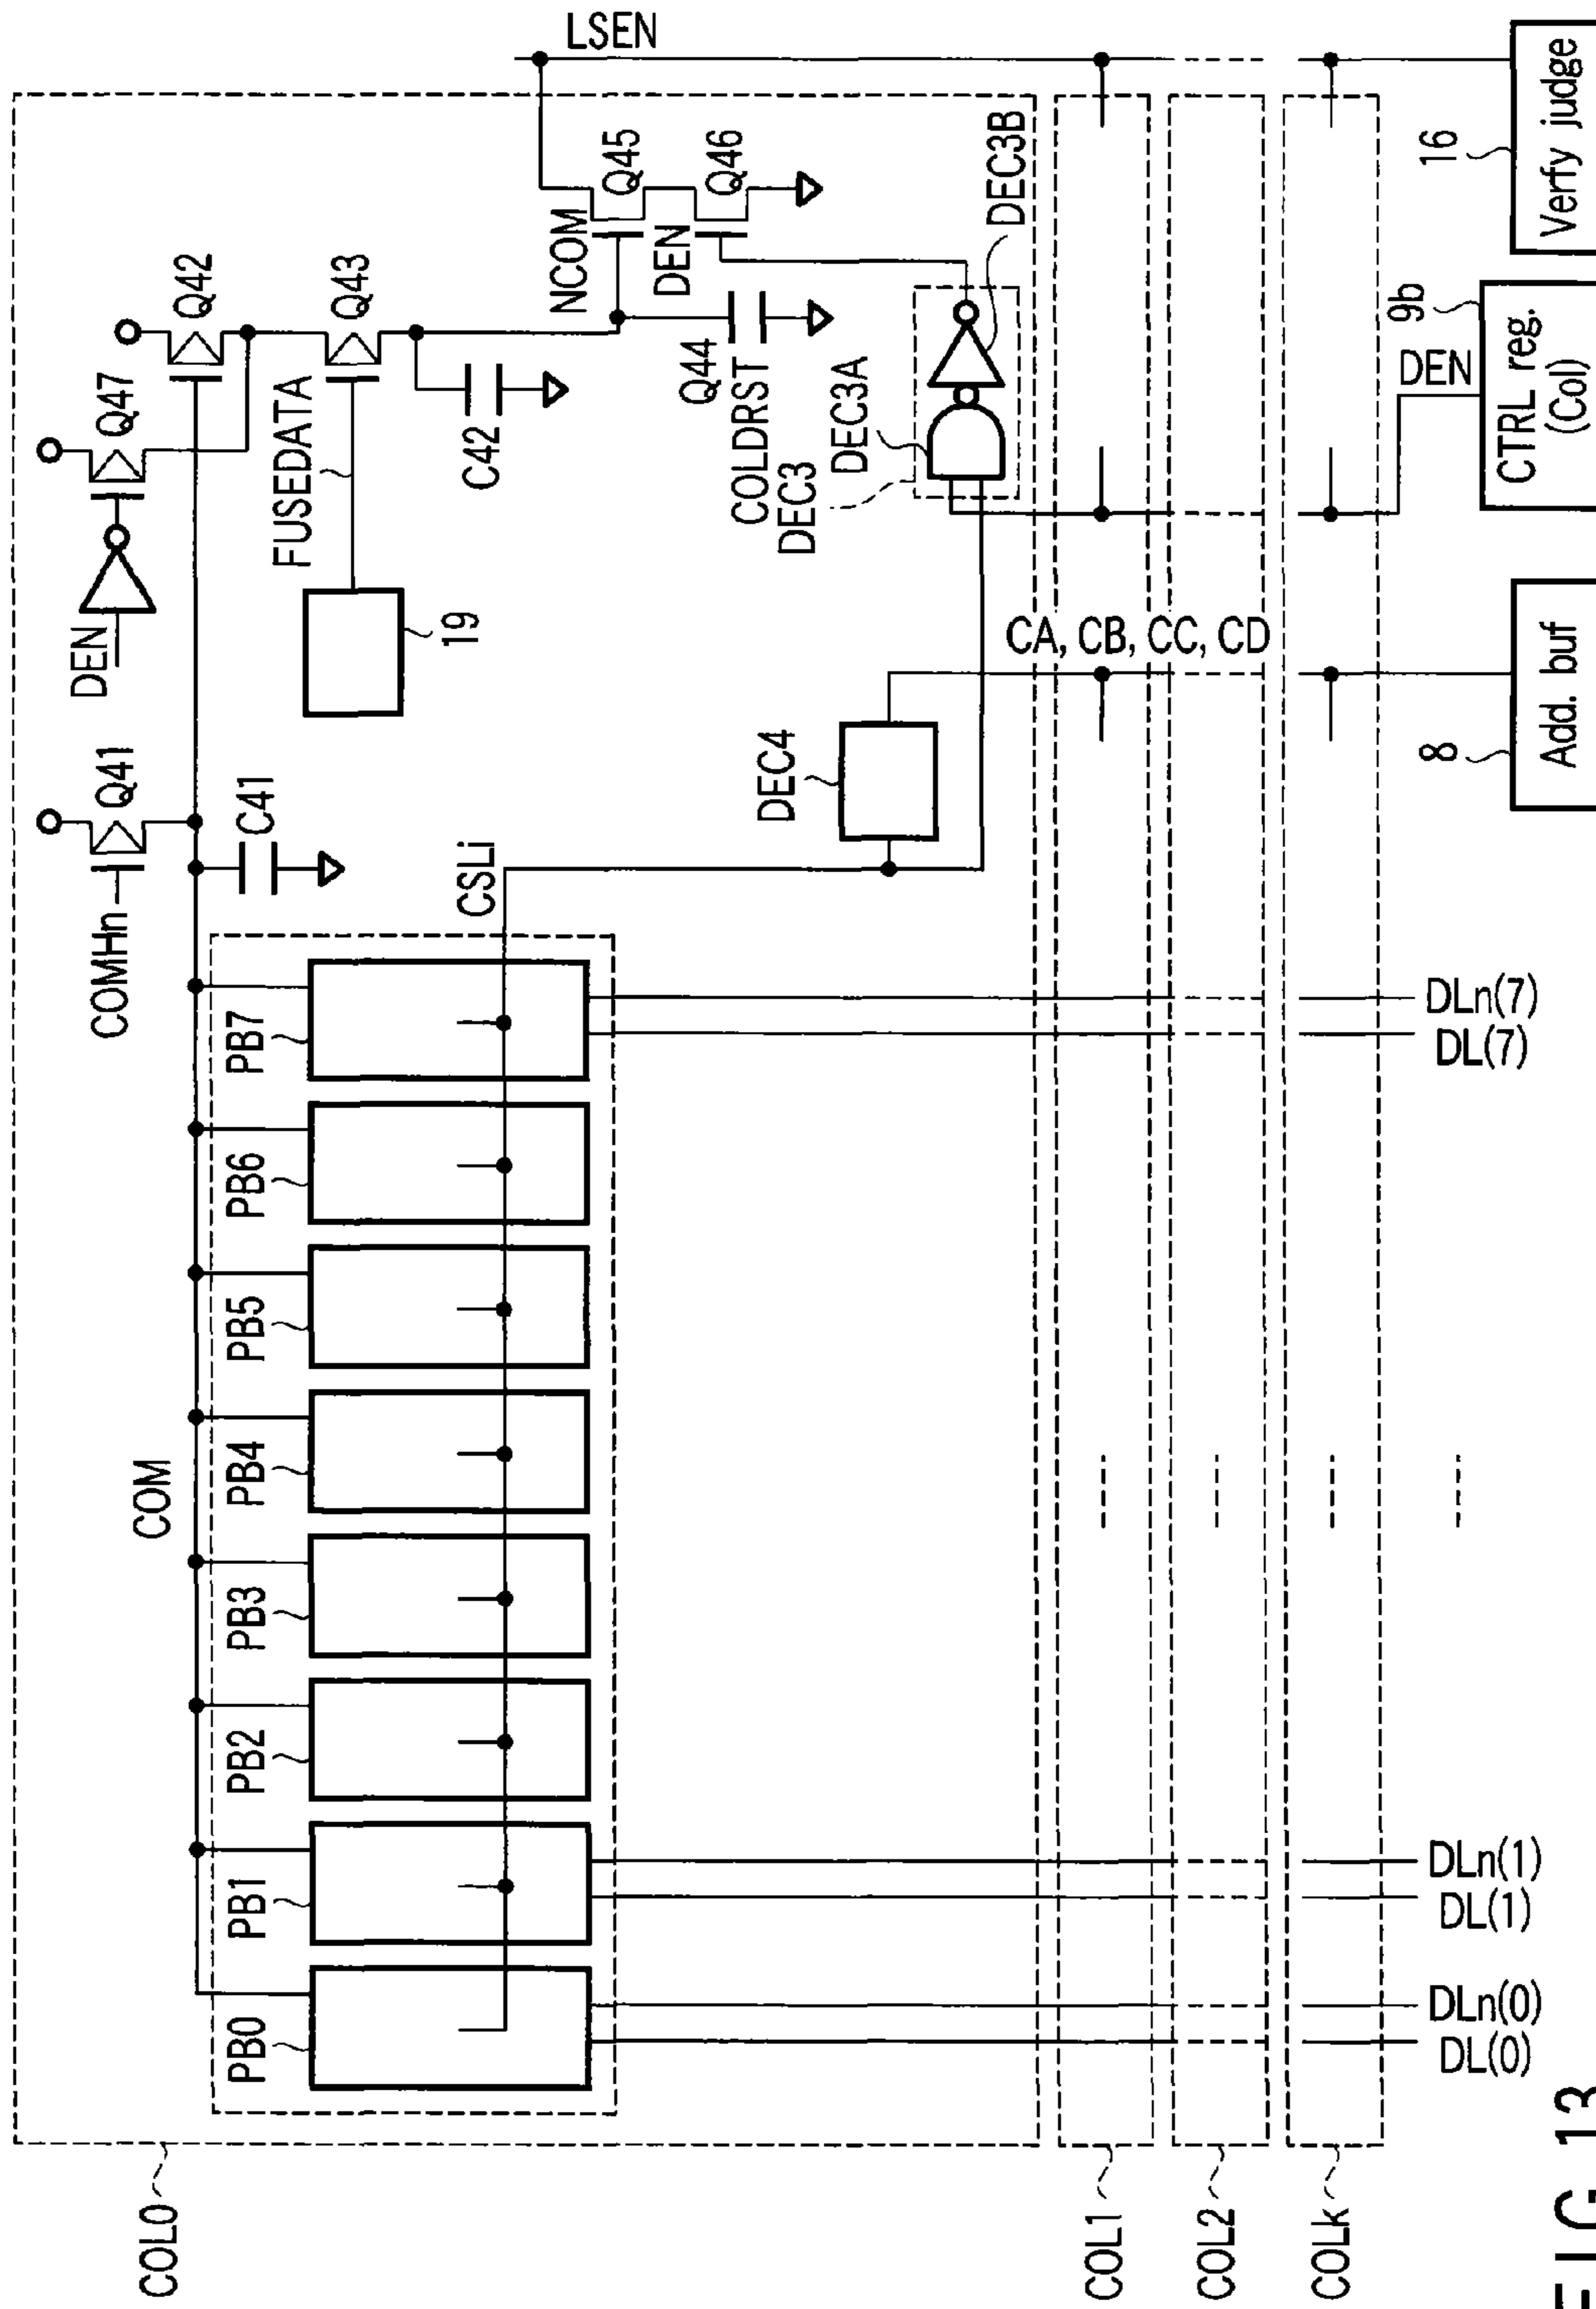 COL0
COM
COMHn
Q41
C41
DEN
Q47
Q42
Q43
FUSEDATA
19
C42
LSEN
NCOM
Q45
DEN
Q46
Q44
COLDRST
DEC3
DEC3A
DEC3B
PB0
PB1
PB2
PB3
PB4
PB5
PB6
PB7
CSLi
DEC4
CA, CB, CC, CD
COL1
COL2
COLk
DL(0)
DLn(0)
DL(1)
DLn(1)
DL(7)
DLn(7)
8
Add. buf
DEN
9b
CTRL reg.
(Col)
16
Verfy judge
FIG. 13